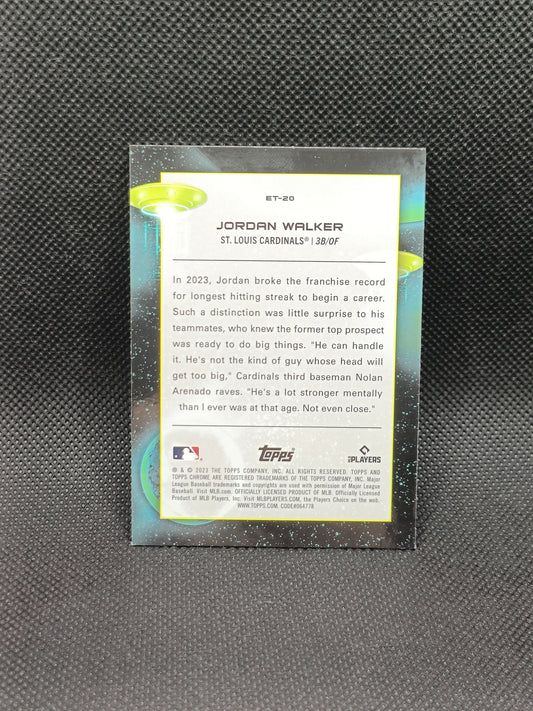 ET-20
JORDAN WALKER
ST. LOUIS CARDINALS® | 3B/OF
In 2023, Jordan broke the franchise record
for longest hitting streak to begin a career.
Such a distinction was little surprise to his
teammates, who knew the former top prospect
was ready to do big things. "He can handle
it. He's not the kind of guy whose head will
get too big," Cardinals third baseman Nolan
Arenado raves. "He's a lot stronger mentally
than I ever was at that age. Not even close."
Topps
PLAYERS
® & © 2023 THE TOPPS COMPANY, INC. ALL RIGHTS RESERVED. TOPPS AND
TOPPS CHROME ARE REGISTERED TRADEMARKS OF THE TOPPS COMPANY, INC. Major
League Baseball trademarks and copyrights are used with permission of Major League
Baseball. Visit MLB.com. OFFICIALLY LICENSED PRODUCT OF MLB. Officially Licensed
Product of MLB Players, Inc. Visit MLBPLAYERS.COM, the Players Choice on the web.
WWW.TOPPS.COM. CODE#064778